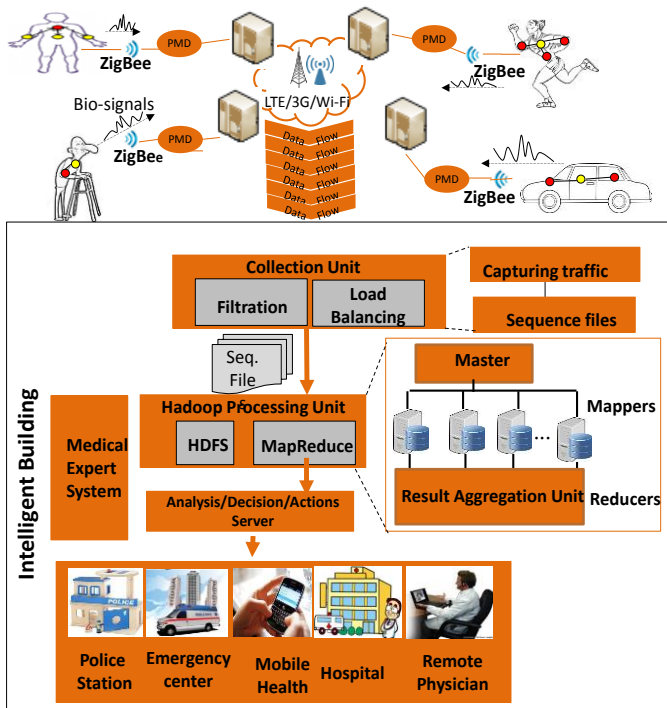 PMD
ZigBee
PMD
ZigBee
LTE/3G/Wi-Fi
Bio-signals
PMD
ZigBee
Data Flow
Data Flow
Data Flow
Data Flow
Data Flow
Data Flow
PMD
ZigBee
Intelligent Building
Collection Unit
Filtration
Load
Balancing
Capturing traffic
Sequence files
Seq.
File
s
Hadoop Processing Unit
HDFS
MapReduce
Medical
Expert
System
Master
Mappers
...
Result Aggregation Unit
Reducers
Analysis/Decision/Actions
Server
POLICE
Police
Station
Emergency
center
Mobile
Health
Hospital
Remote
Physician